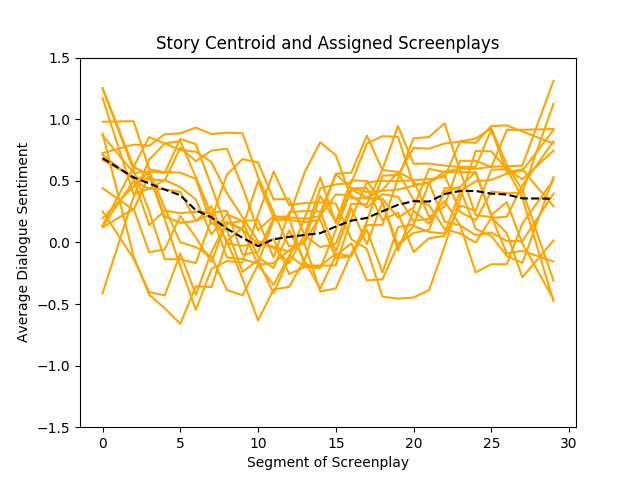 Story Centroid and Assigned Screenplays
1.5
1.0
0.5
0.0
−0.5
−1.0
−1.5
Average Dialogue Sentiment
0 5 10 15 20 25 30
Segment of Screenplay